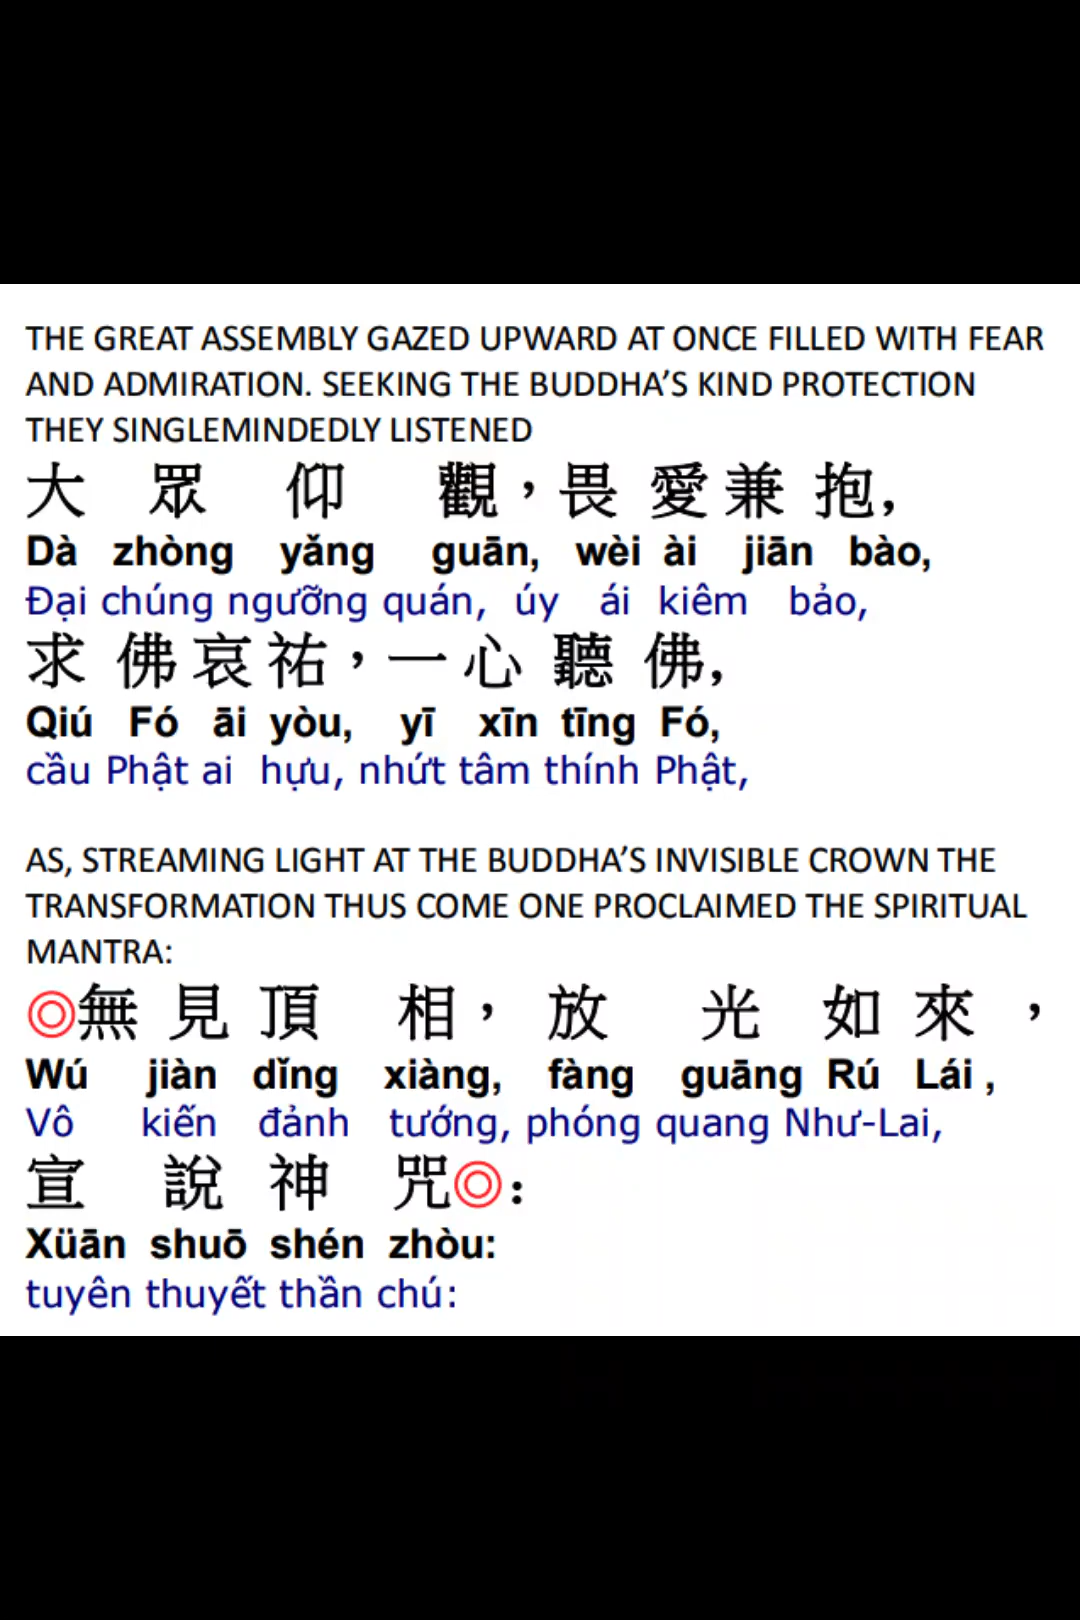 THE GREAT ASSEMBLY GAZED UPWARD AT ONCE FILLED WITH FEAR
AND ADMIRATION. SEEKING THE BUDDHA’S KIND PROTECTION
THEY SINGLEMINDEDLY LISTENED
大 眾 仰 觀，畏 愛 兼 抱,
Dà zhòng yǎng guān, wèi ài jiān bào,
Đại chúng ngưỡng quán, úy ái kiêm bảo,
求 佛 哀 祐，一 心 聽 佛,
Qiú Fó āi yòu, yī xīn tīng Fó,
cầu Phật ai hựu, nhứt tâm thính Phật,
AS, STREAMING LIGHT AT THE BUDDHA’S INVISIBLE CROWN THE
TRANSFORMATION THUS COME ONE PROCLAIMED THE SPIRITUAL
MANTRA:
◎無 見 頂 相，放 光 如 來 ，
Wú jiàn dǐng xiàng, fàng guāng Rú Lái ,
Vô kiến đảnh tướng, phóng quang Như-Lai,
宣 說 神 咒◎：
Xüān shuō shén zhòu:
tuyên thuyết thần chú: